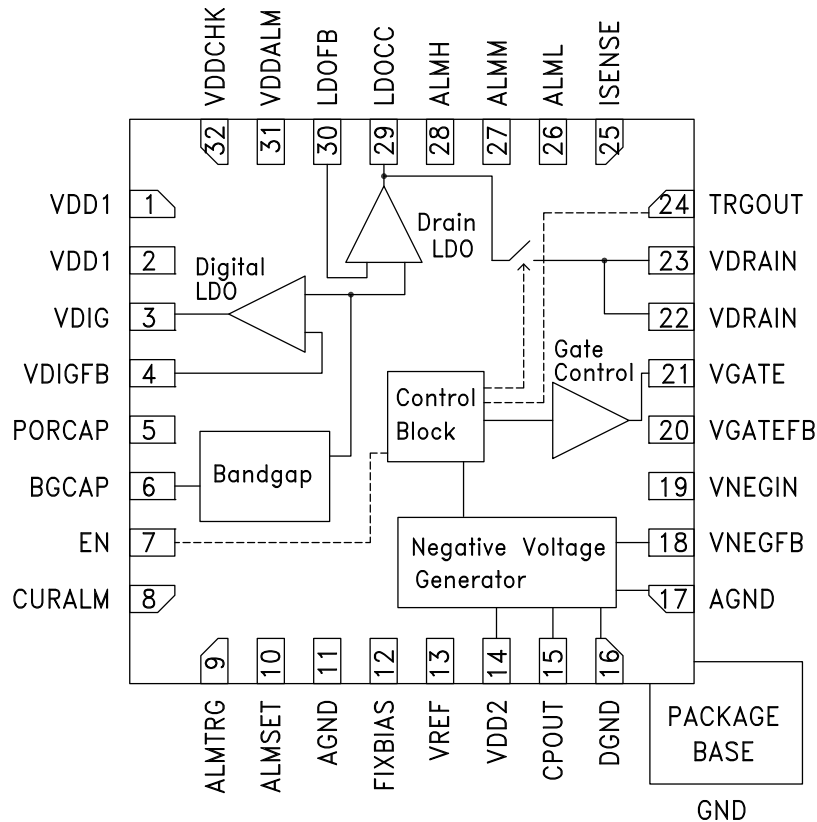 VDDCHK
VDDALM
LDOFB
LDOCC
ALMH
ALMM
ALML
ISENSE
32
31
30
29
28
27
26
25
VDD1
1
VDD1
2
VDIG
3
VDIGFB
4
PORCAP
5
BGCAP
6
EN
7
CURALM
8
Drain
LDO
Digital
LDO
Gate
Control
Control
Block
Bandgap
Negative Voltage
Generator
24
TRGOUT
23
VDRAIN
22
VDRAIN
21
VGATE
20
VGATEFB
19
VNEGIN
18
VNEGFB
17
AGND
9
10
11
12
13
14
15
16
ALMTRG
ALMSET
AGND
FIXBIAS
VREF
VDD2
CPOUT
DGND
PACKAGE
BASE
GND